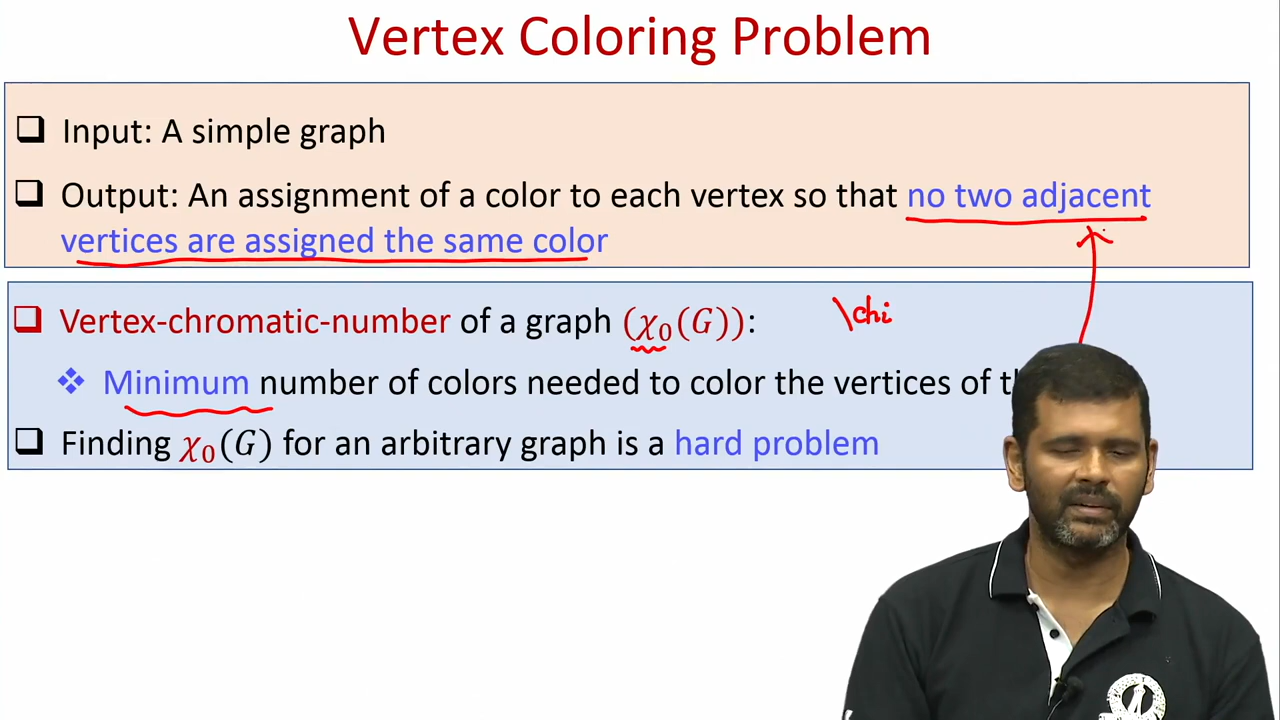 Vertex Coloring Problem
Input: A simple graph
Output: An assignment of a color to each vertex so that no two adjacent
vertices are assigned the same color
Vertex-chromatic-number of a graph (χ₀(G)):
\chi
Minimum number of colors needed to color the vertices of
Finding χ₀(G) for an arbitrary graph is a hard problem